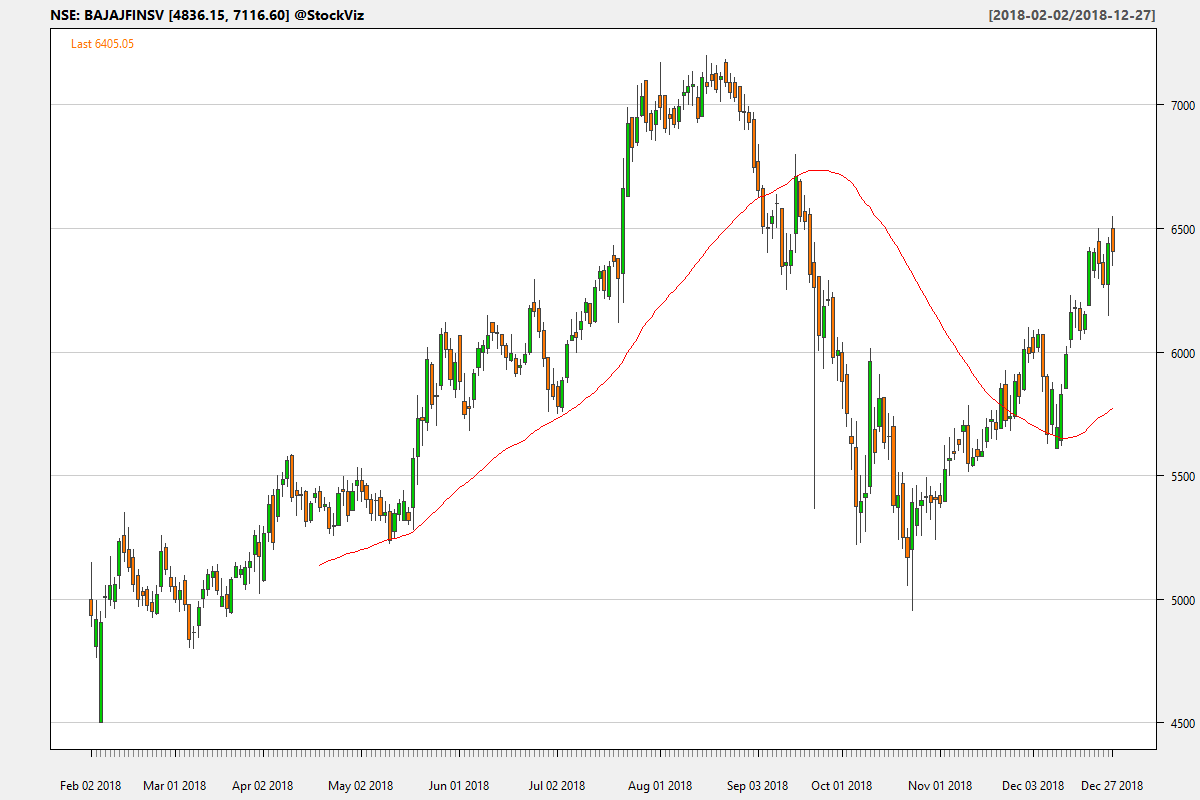 NSE: BAJAJFINSV [4836.15, 7116.60] @StockViz
[2018-02-02/2018-12-27]
Last 6405.05
7000
6500
6000
5500
5000
4500
Feb 02 2018 Mar 01 2018 Apr 02 2018 May 02 2018 Jun 01 2018 Jul 02 2018 Aug 01 2018 Sep 03 2018 Oct 01 2018 Nov 01 2018 Dec 03 2018 Dec 27 2018